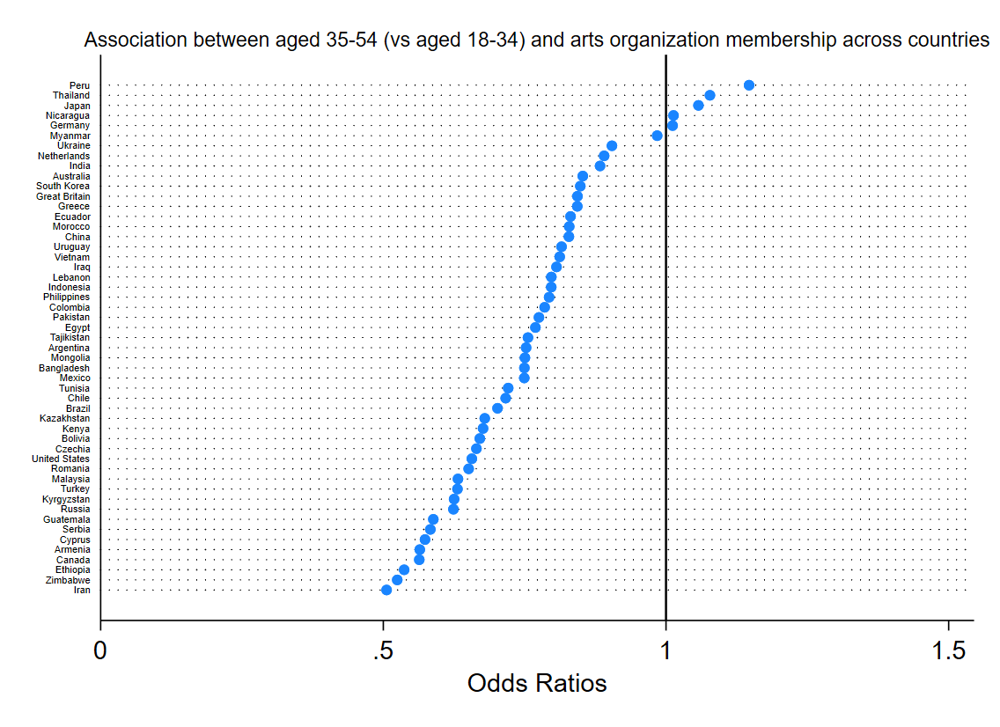 Association between aged 35-54 (vs aged 18-34) and arts organization membership across countries
Peru
Thailand
Japan
Nicaragua
Germany
Myanmar
Ukraine
Netherlands
India
Australia
South Korea
Great Britain
Greece
Ecuador
Morocco
China
Uruguay
Vietnam
Iraq
Lebanon
Indonesia
Philippines
Colombia
Pakistan
Egypt
Tajikistan
Argentina
Mongolia
Bangladesh
Mexico
Tunisia
Chile
Brazil
Kazakhstan
Kenya
Bolivia
Czechia
United States
Romania
Malaysia
Turkey
Kyrgyzstan
Russia
Guatemala
Serbia
Cyprus
Armenia
Canada
Ethiopia
Zimbabwe
Iran
0 .5 1 1.5
Odds Ratios